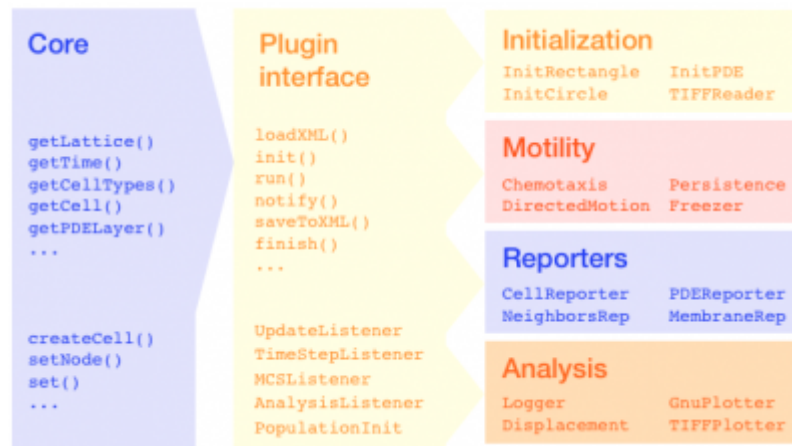 Core
getLattice()
getTime()
getCellTypes()
getCell()
getPDELayer()
...
createCell()
setNode()
set()
...
Plugin
interface
loadXML()
init()
run()
notify()
saveToXML()
finish()
...
UpdateListener
TimeStepListener
MCSListener
AnalysisListener
PopulationInit
Initialization
InitRectangle InitPDE
InitCircle TIFFReader
Motility
Chemotaxis Persistence
DirectedMotion Freezer
Reporters
CellReporter PDEReporter
NeighborsRep MembraneRep
Analysis
Logger GnuPlotter
Displacement TIFFPlotter